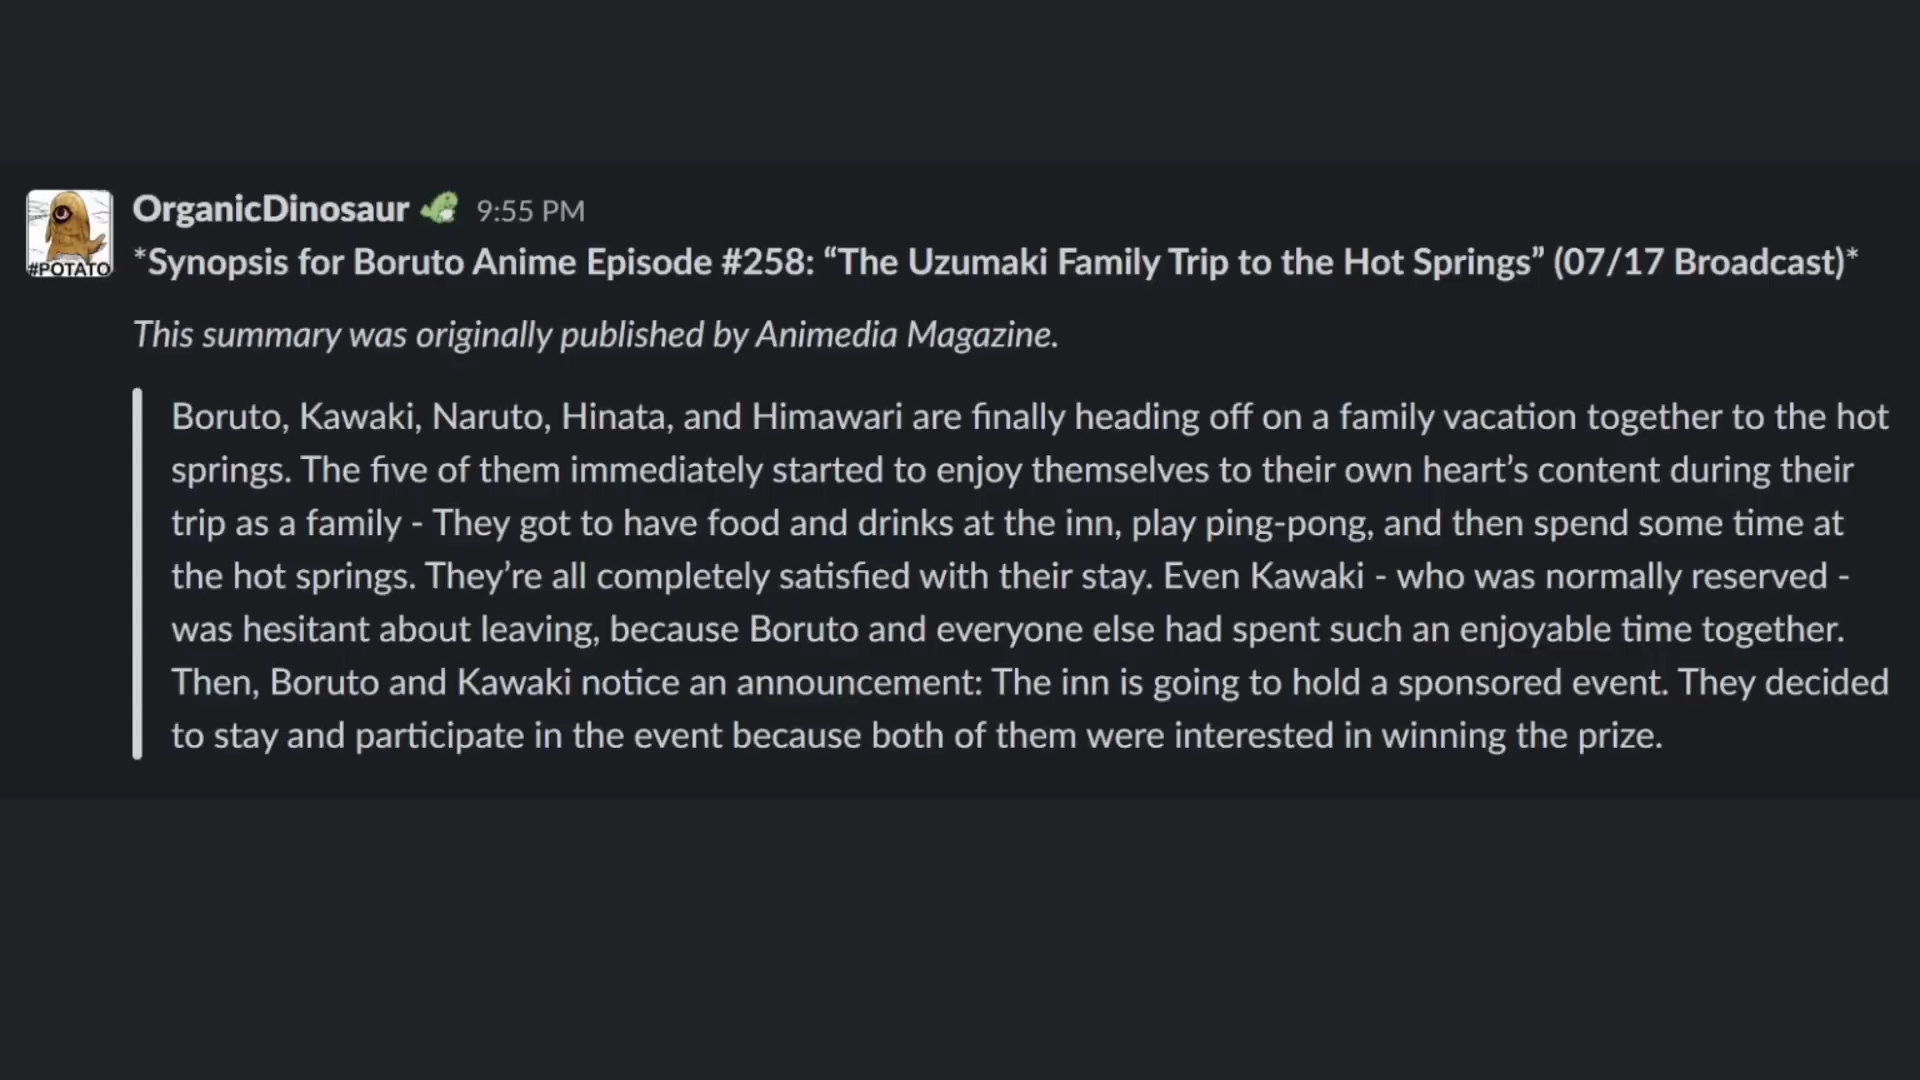 OrganicDinosaur 9:55 PM
*Synopsis for Boruto Anime Episode #258: “The Uzumaki Family Trip to the Hot Springs” (07/17 Broadcast)*
This summary was originally published by Animedia Magazine.
Boruto, Kawaki, Naruto, Hinata, and Himawari are finally heading off on a family vacation together to the hot
springs. The five of them immediately started to enjoy themselves to their own heart’s content during their
trip as a family - They got to have food and drinks at the inn, play ping-pong, and then spend some time at
the hot springs. They’re all completely satisfied with their stay. Even Kawaki - who was normally reserved -
was hesitant about leaving, because Boruto and everyone else had spent such an enjoyable time together.
Then, Boruto and Kawaki notice an announcement: The inn is going to hold a sponsored event. They decided
to stay and participate in the event because both of them were interested in winning the prize.
#POTATO